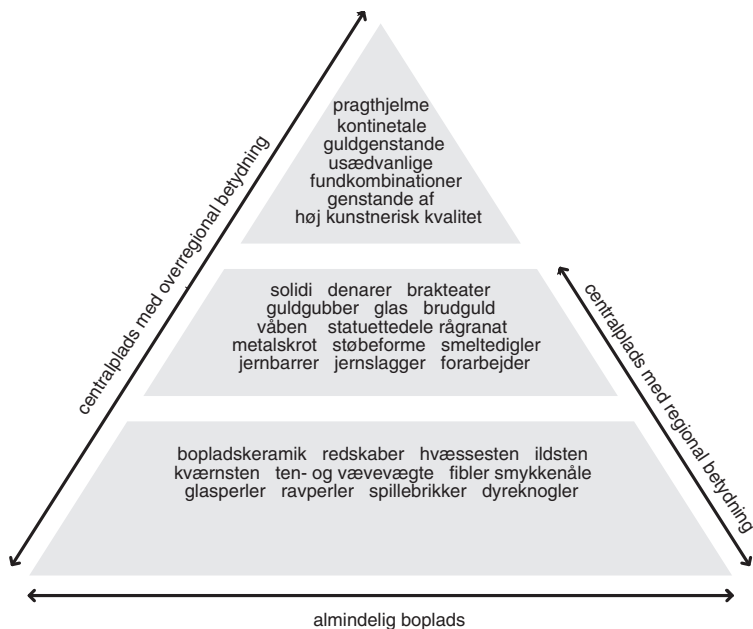 pragthjelme
kontinetale
guldgenstande
usædvanlige
fundkombinationer
genstande af
høj kunstnerisk kvalitet
centralplads med overregional betydning
solidi denarer brakteater
guldgubber glas brudguld
våben statuettedele rågranat
metalskrot støbeforme smeltedigler
jernbarrer jernslagger forarbejder
centralplads med regional betydning
bopladskeramik redskaber hvæssesten ildsten
kværnsten ten- og vævevægte fibler smykkenåle
glasperler ravperler spillebrikker dyreknogler
almindelig boplads